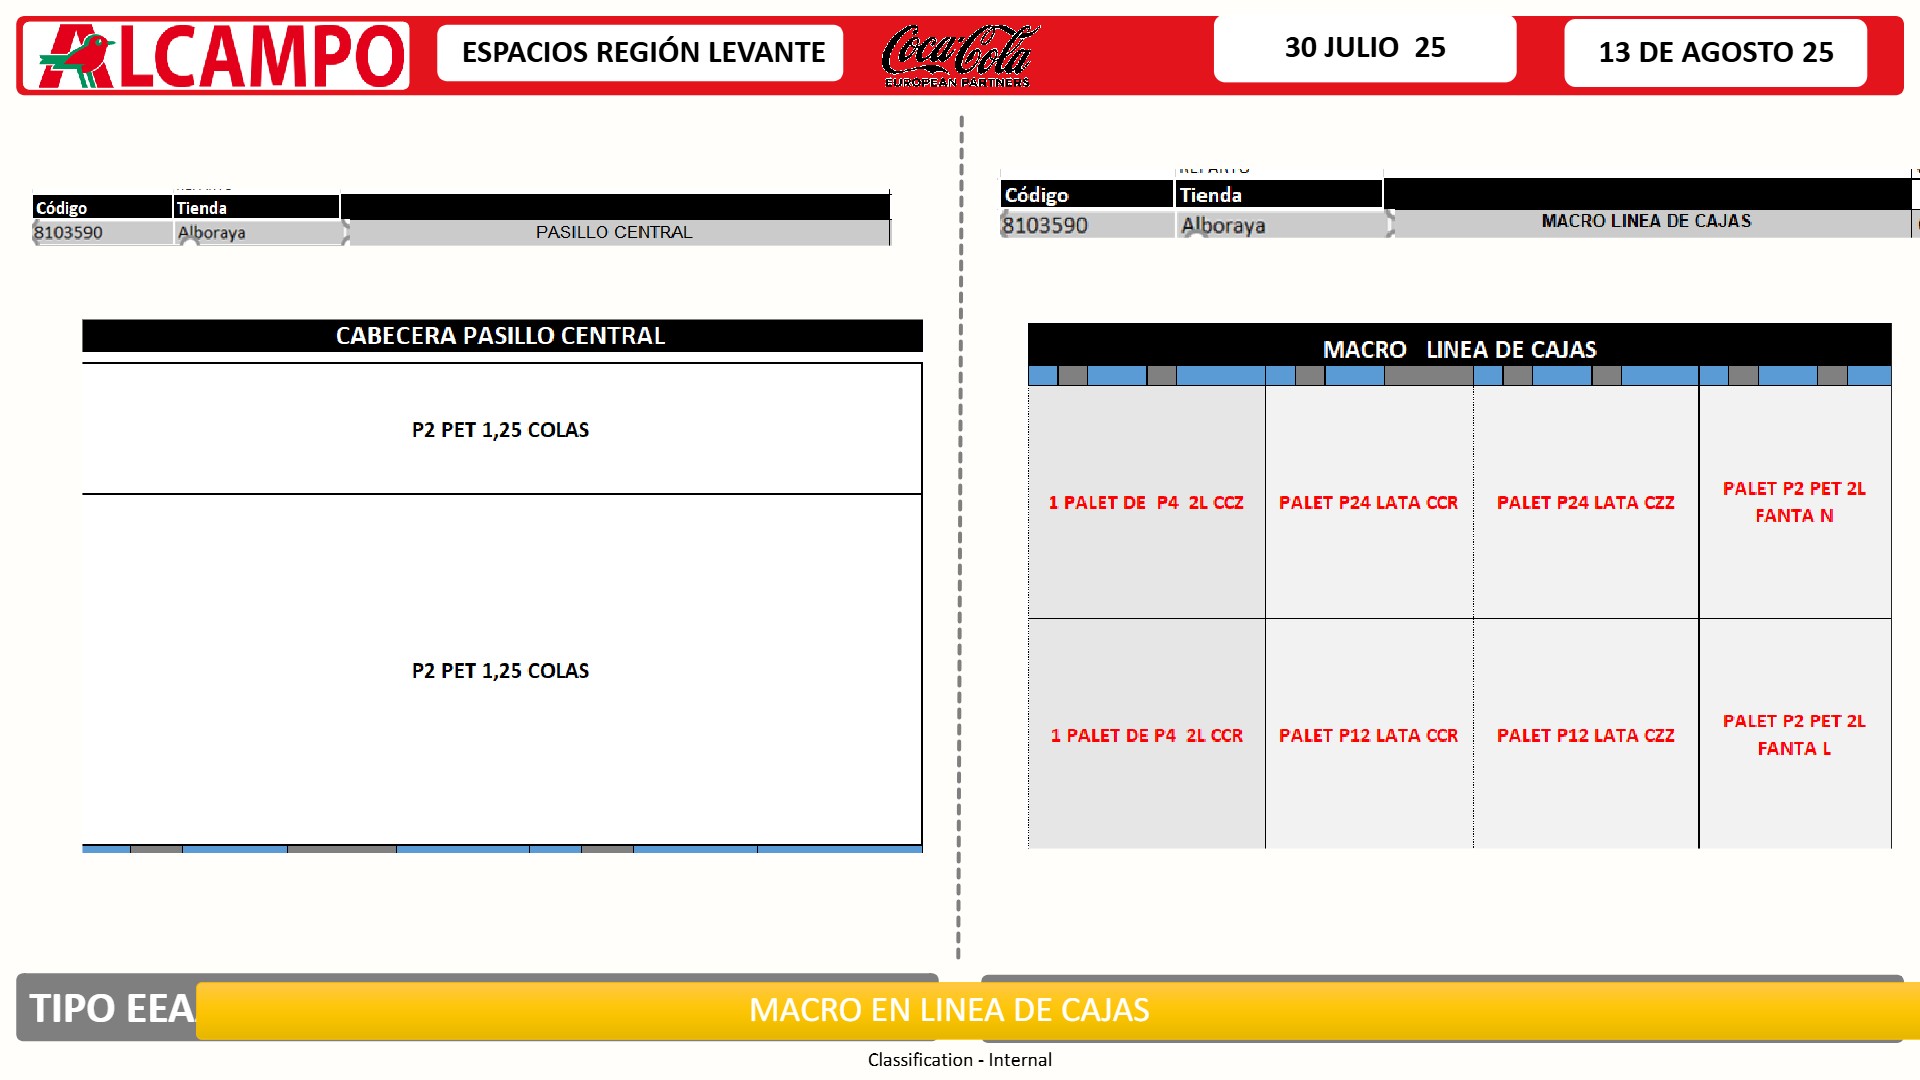 ALCAMPO
ESPACIOS REGIÓN LEVANTE
Coca-Cola
EUROPEAN PARTNERS
30 JULIO  25
13 DE AGOSTO 25
Código Tienda
8103590 Alboraya PASILLO CENTRAL
CABECERA PASILLO CENTRAL
P2 PET 1,25 COLAS
P2 PET 1,25 COLAS
Código Tienda
8103590 Alboraya MACRO LINEA DE CAJAS
MACRO   LINEA DE CAJAS
1 PALET DE  P4  2L CCZ
PALET P24 LATA CCR
PALET P24 LATA CZZ
PALET P2 PET 2L
FANTA N
1 PALET DE P4  2L CCR
PALET P12 LATA CCR
PALET P12 LATA CZZ
PALET P2 PET 2L
FANTA L
TIPO EEA
MACRO EN LINEA DE CAJAS
Classification - Internal